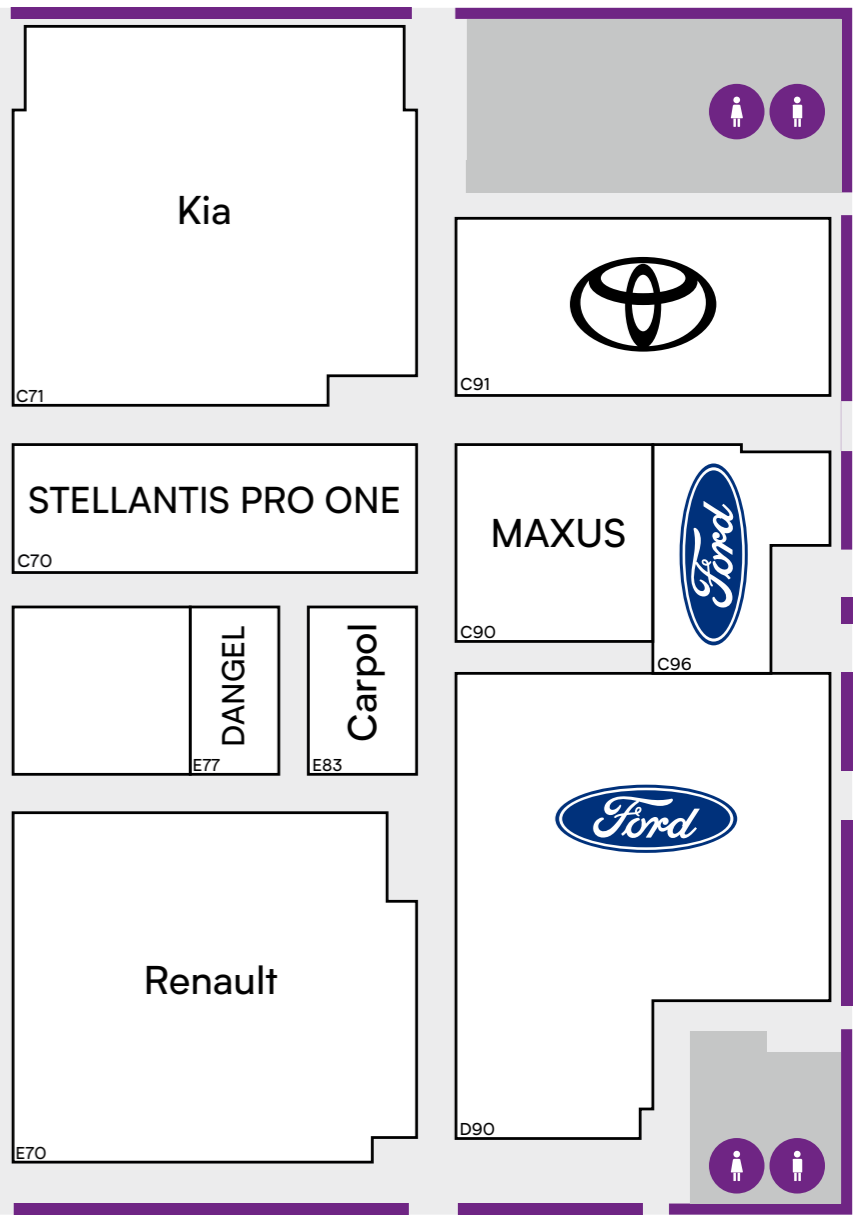 Kia
C71
C91
STELLANTIS PRO ONE
C70
MAXUS
C90
Ford
C96
DANGEL
E77
Carpol
E83
Ford
D90
Renault
E70